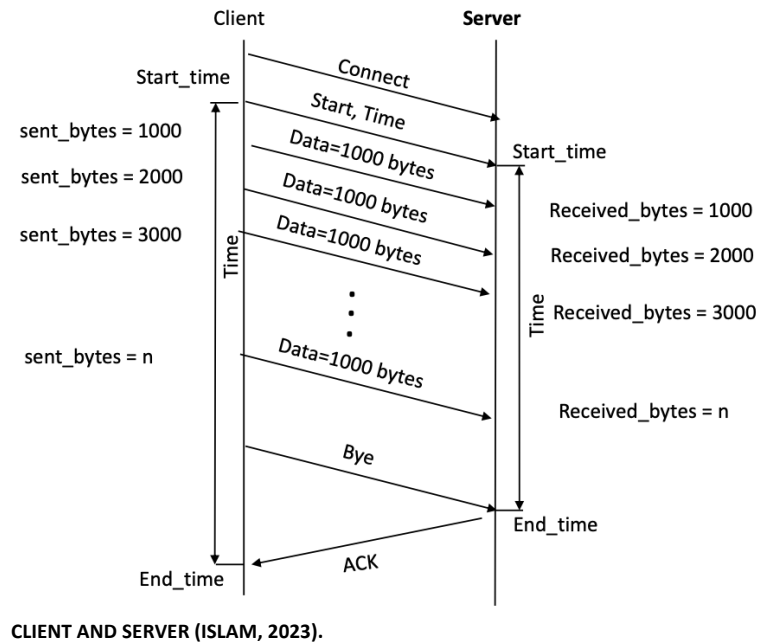 Client
Server
Connect
Start_time
Start, Time
sent_bytes = 1000
Data=1000 bytes
Start_time
sent_bytes = 2000
Data=1000 bytes
Received_bytes = 1000
sent_bytes = 3000
Data=1000 bytes
Received_bytes = 2000
Time
Time
Received_bytes = 3000
sent_bytes = n
Data=1000 bytes
Received_bytes = n
Bye
End_time
ACK
End_time
CLIENT AND SERVER (ISLAM, 2023).